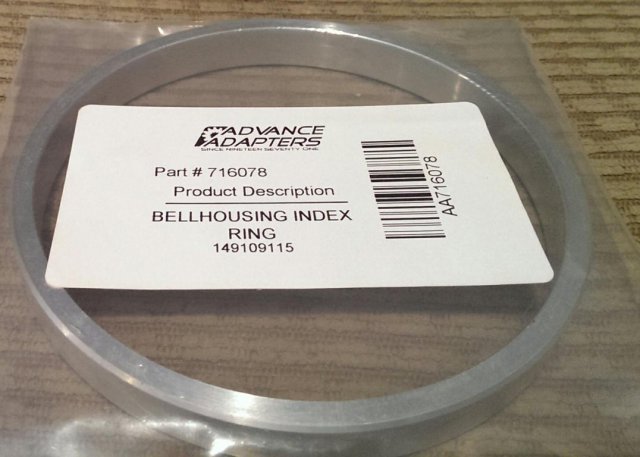 ADVANCE
ADAPTERS
SINCE NINETEEN SEVENTY ONE
Part # 716078
Product Description
BELLHOUSING INDEX
RING
149109115
AA716078